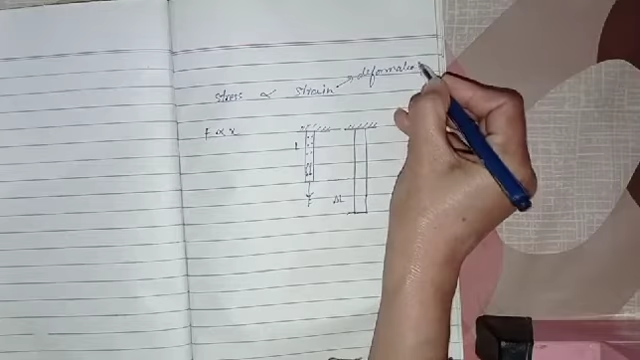 stress ∝ strain → deformation
F ∝ x
l
F
ΔL